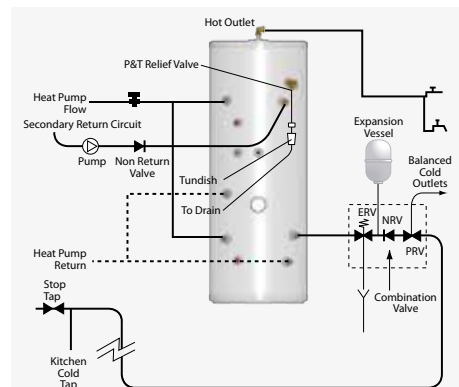 Hot Outlet
P&T Relief Valve
Heat Pump
Flow
Secondary Return Circuit
Pump
Non Return
Valve
Tundish
To Drain
Expansion
Vessel
Balanced
Cold
Outlets
ERV
NRV
PRV
Heat Pump
Return
Combination
Valve
Stop
Tap
Kitchen
Cold
Tap